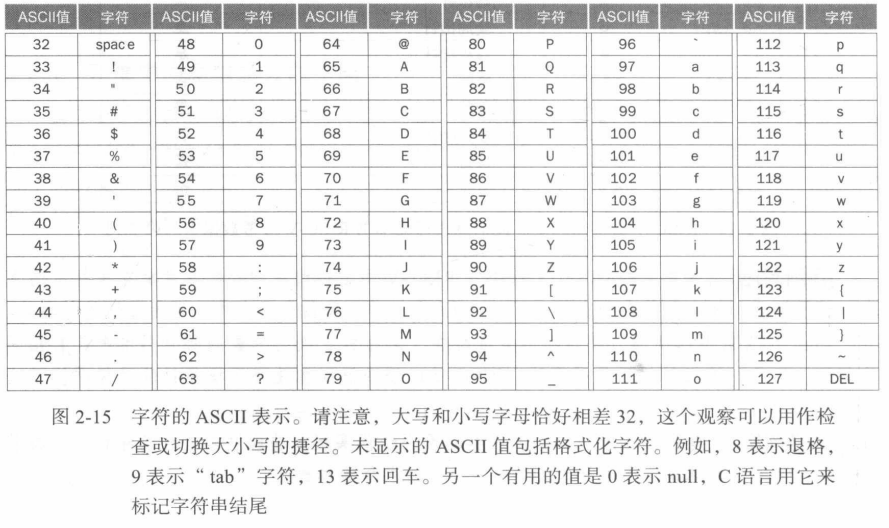 ASCII值 字符 ASCII值 字符 ASCII值 字符 ASCII值 字符 ASCII值 字符 ASCII值 字符
32 space 48 0 64 @ 80 P 96 ` 112 p
33 ! 49 1 65 A 81 Q 97 a 113 q
34 " 50 2 66 B 82 R 98 b 114 r
35 # 51 3 67 C 83 S 99 c 115 s
36 $ 52 4 68 D 84 T 100 d 116 t
37 % 53 5 69 E 85 U 101 e 117 u
38 & 54 6 70 F 86 V 102 f 118 v
39 ' 55 7 71 G 87 W 103 g 119 w
40 ( 56 8 72 H 88 X 104 h 120 x
41 ) 57 9 73 I 89 Y 105 i 121 y
42 * 58 : 74 J 90 Z 106 j 122 z
43 + 59 ; 75 K 91 [ 107 k 123 {
44 , 60 < 76 L 92 \ 108 l 124 |
45 - 61 = 77 M 93 ] 109 m 125 }
46 . 62 > 78 N 94 ^ 110 n 126 ~
47 / 63 ? 79 O 95 _ 111 o 127 DEL
图 2-15 字符的 ASCII 表示。请注意，大写和小写字母恰好相差 32，这个观察可以用作检
查或切换大小写的捷径。未显示的 ASCII 值包括格式化字符。例如，8 表示退格，
9 表示“ tab”字符，13 表示回车。另一个有用的值是 0 表示 null，C 语言用它来
标记字符串结尾